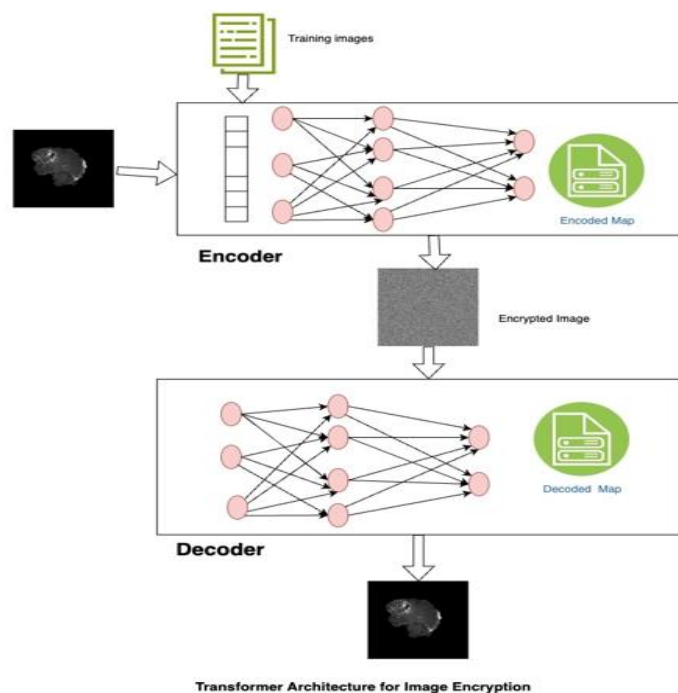 Training images
Encoded Map
Encoder
Encrypted Image
Decoded Map
Decoder
Transformer Architecture for Image Encryption